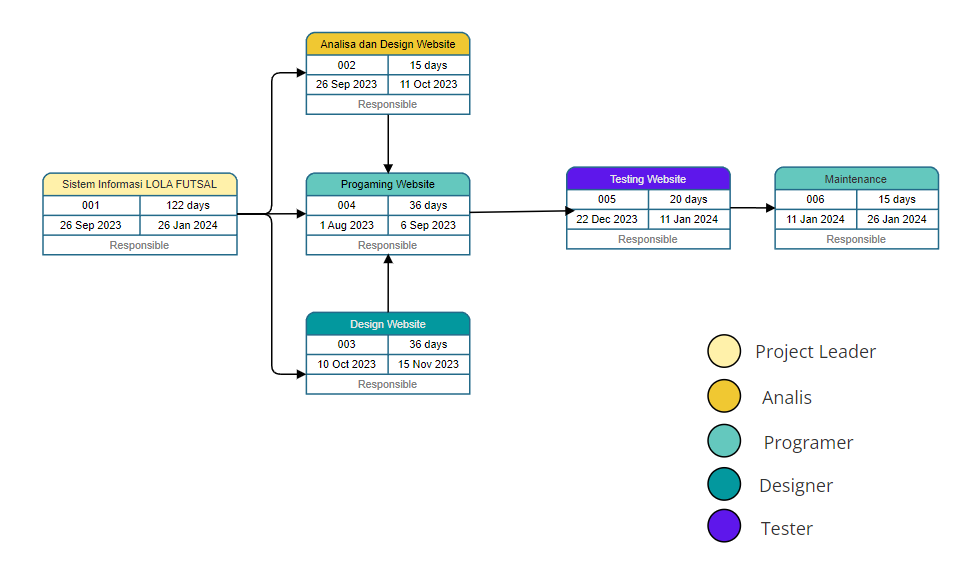 Analisa dan Design Website
002 15 days
26 Sep 2023 11 Oct 2023
Responsible
Sistem Informasi LOLA FUTSAL
001 122 days
26 Sep 2023 26 Jan 2024
Responsible
Progaming Website
004 36 days
1 Aug 2023 6 Sep 2023
Responsible
Testing Website
005 20 days
22 Dec 2023 11 Jan 2024
Responsible
Maintenance
006 15 days
11 Jan 2024 26 Jan 2024
Responsible
Design Website
003 36 days
10 Oct 2023 15 Nov 2023
Responsible
Project Leader
Analis
Programer
Designer
Tester